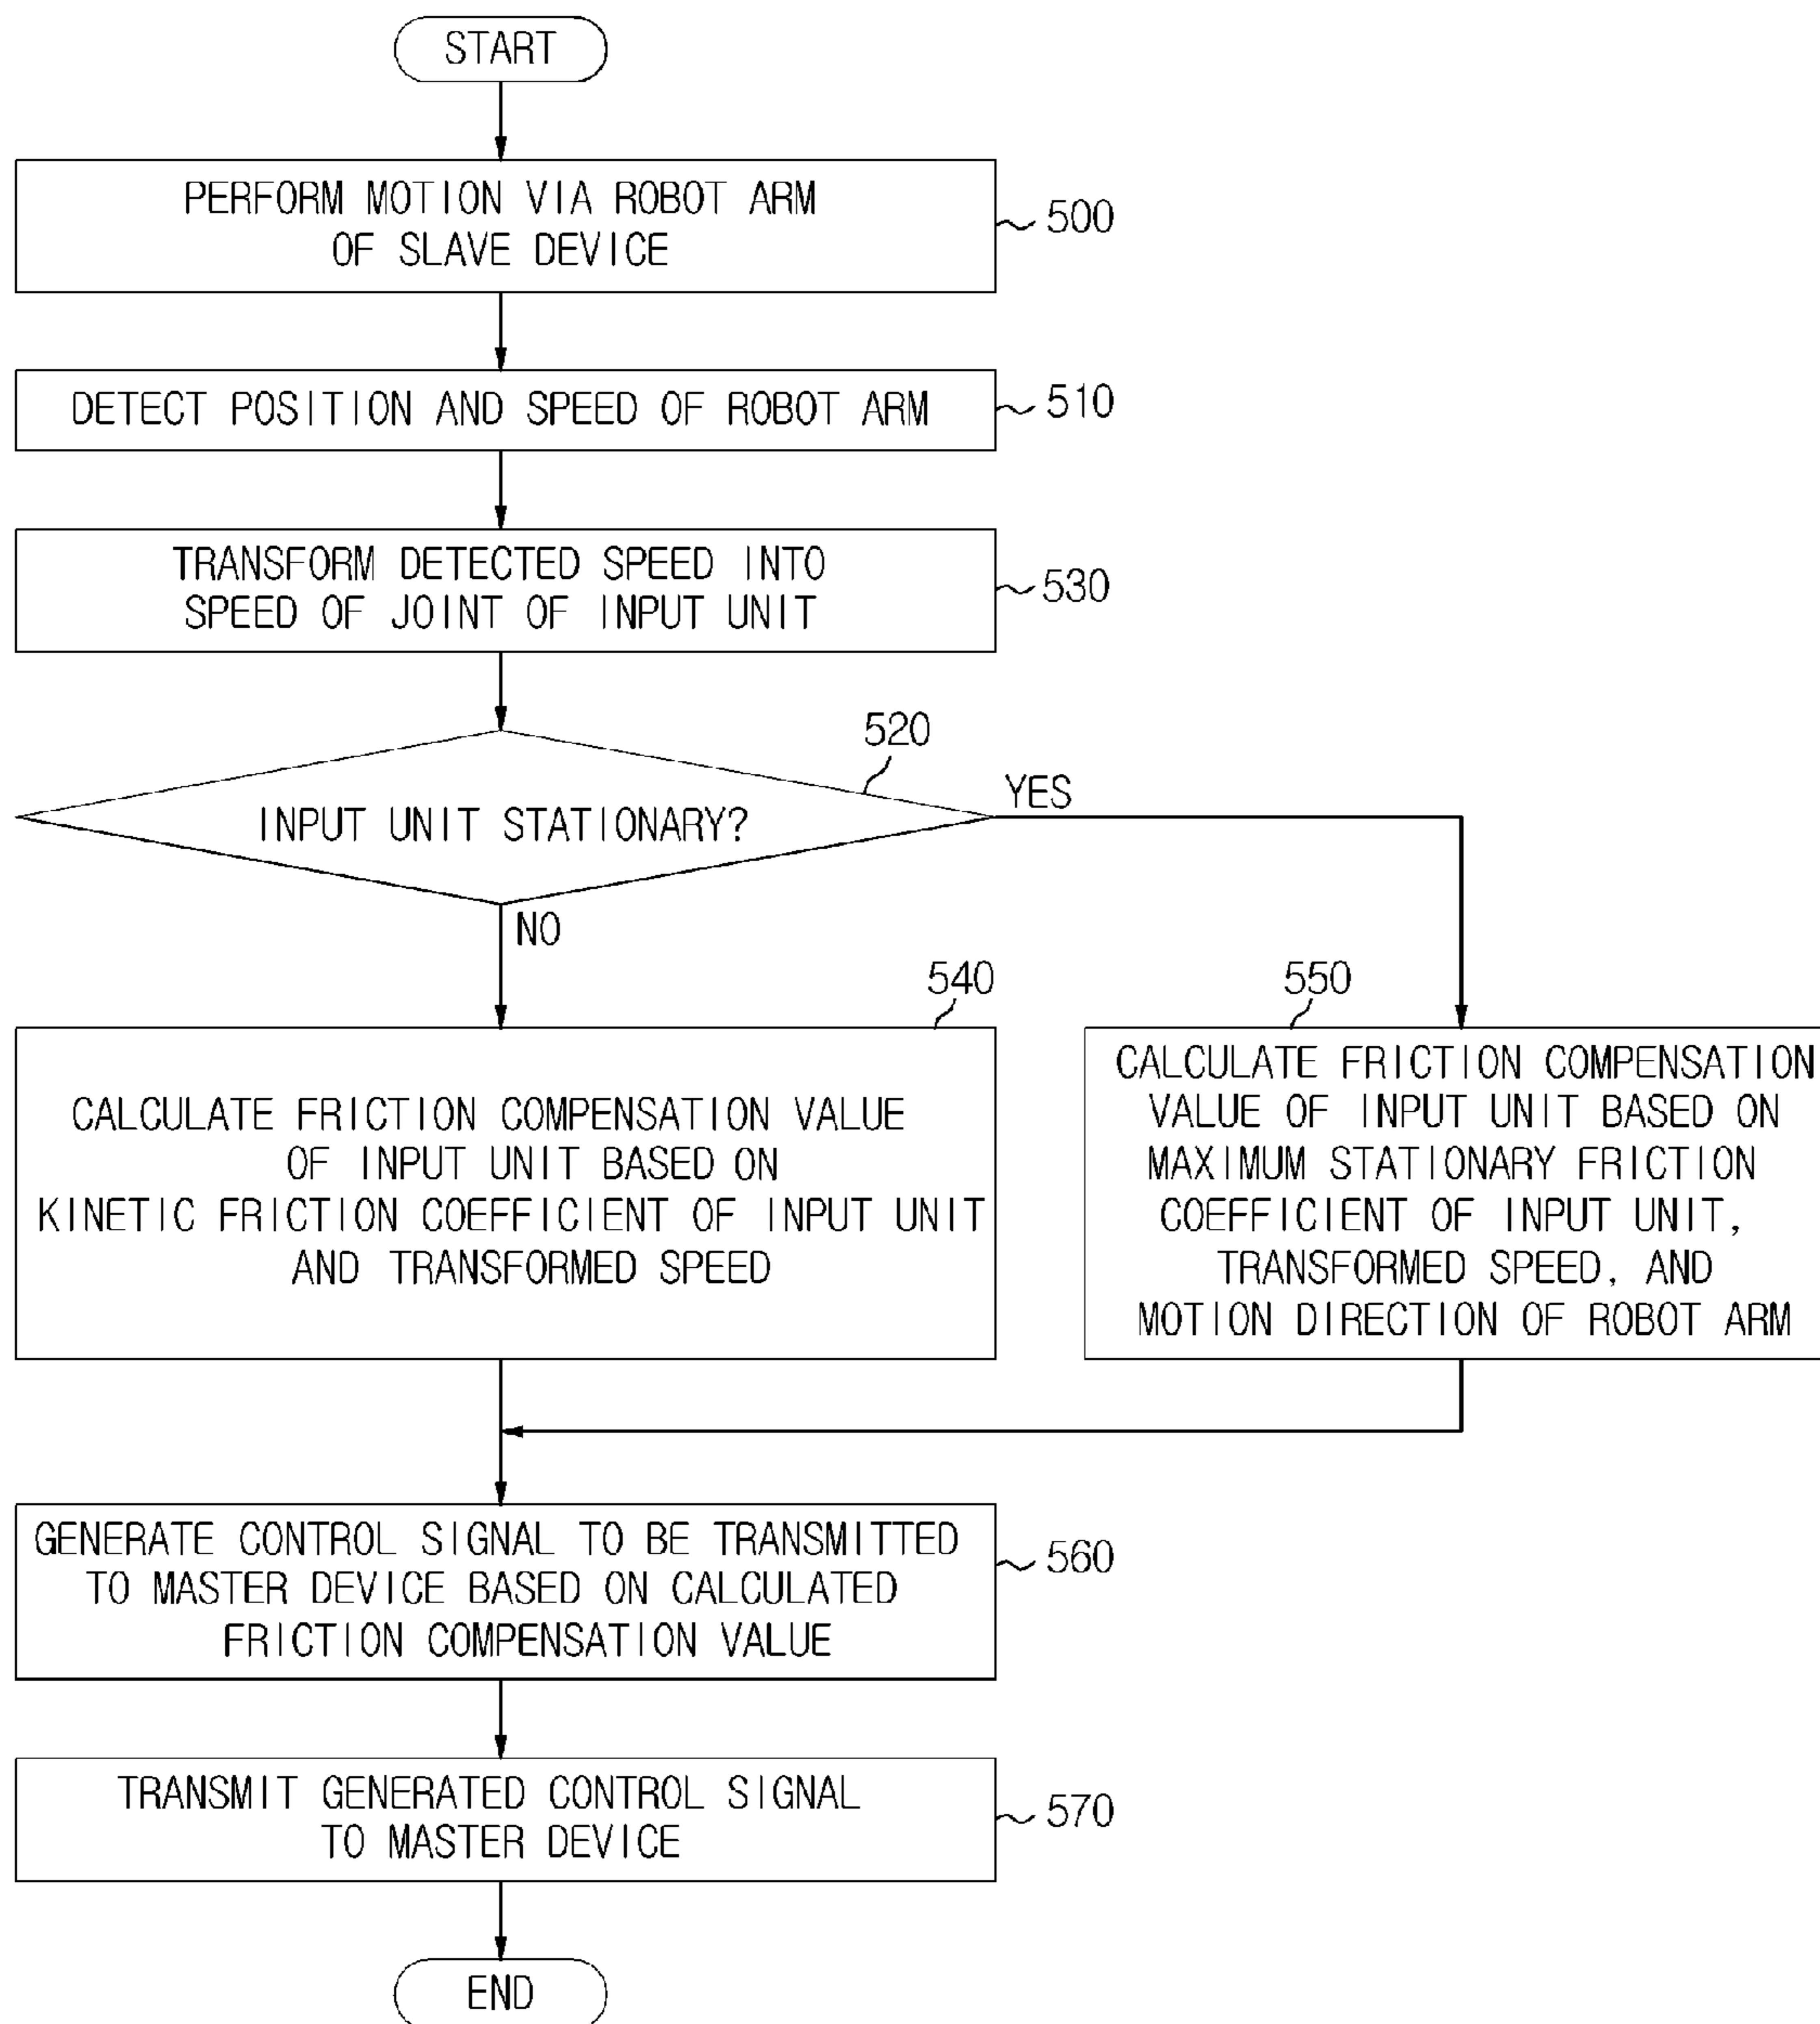 START
PERFORM MOTION VIA ROBOT ARM
OF SLAVE DEVICE
500
DETECT POSITION AND SPEED OF ROBOT ARM
510
TRANSFORM DETECTED SPEED INTO
SPEED OF JOINT OF INPUT UNIT
530
520
INPUT UNIT STATIONARY?
YES
NO
540
CALCULATE FRICTION COMPENSATION VALUE
OF INPUT UNIT BASED ON
KINETIC FRICTION COEFFICIENT OF INPUT UNIT
AND TRANSFORMED SPEED
550
CALCULATE FRICTION COMPENSATION
VALUE OF INPUT UNIT BASED ON
MAXIMUM STATIONARY FRICTION
COEFFICIENT OF INPUT UNIT,
TRANSFORMED SPEED, AND
MOTION DIRECTION OF ROBOT ARM
GENERATE CONTROL SIGNAL TO BE TRANSMITTED
TO MASTER DEVICE BASED ON CALCULATED
FRICTION COMPENSATION VALUE
560
TRANSMIT GENERATED CONTROL SIGNAL
TO MASTER DEVICE
570
END